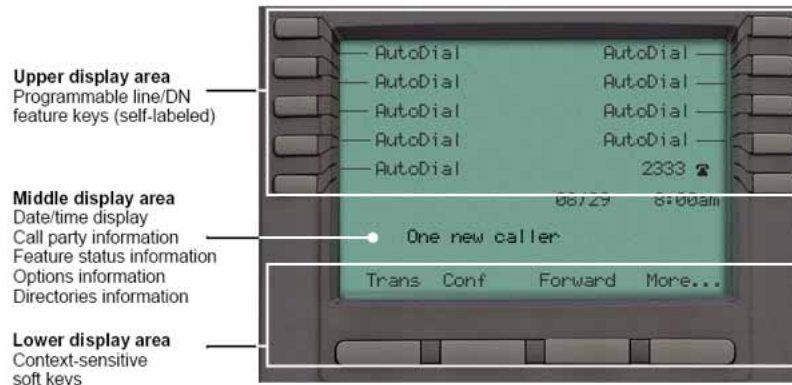 Upper display area
Programmable line/DN
feature keys (self-labeled)
Middle display area
Date/time display
Call party information
Feature status information
Options information
Directories information
Lower display area
Context-sensitive
soft keys
AutoDial AutoDial
AutoDial AutoDial
AutoDial AutoDial
AutoDial AutoDial
AutoDial 2333
08/29 8:00am
One new caller
Trans Conf Forward More...